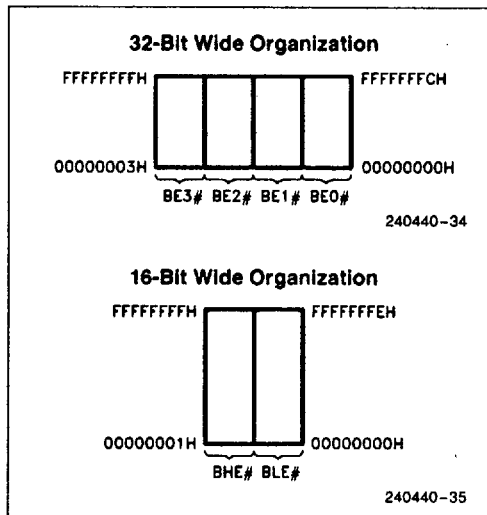 32-Bit Wide Organization
FFFFFFFFH FFFFFFFCH
00000003H 00000000H
BE3# BE2# BE1# BE0#
240440-34
16-Bit Wide Organization
FFFFFFFFH FFFFFFFEH
00000001H 00000000H
BHE# BLE#
240440-35